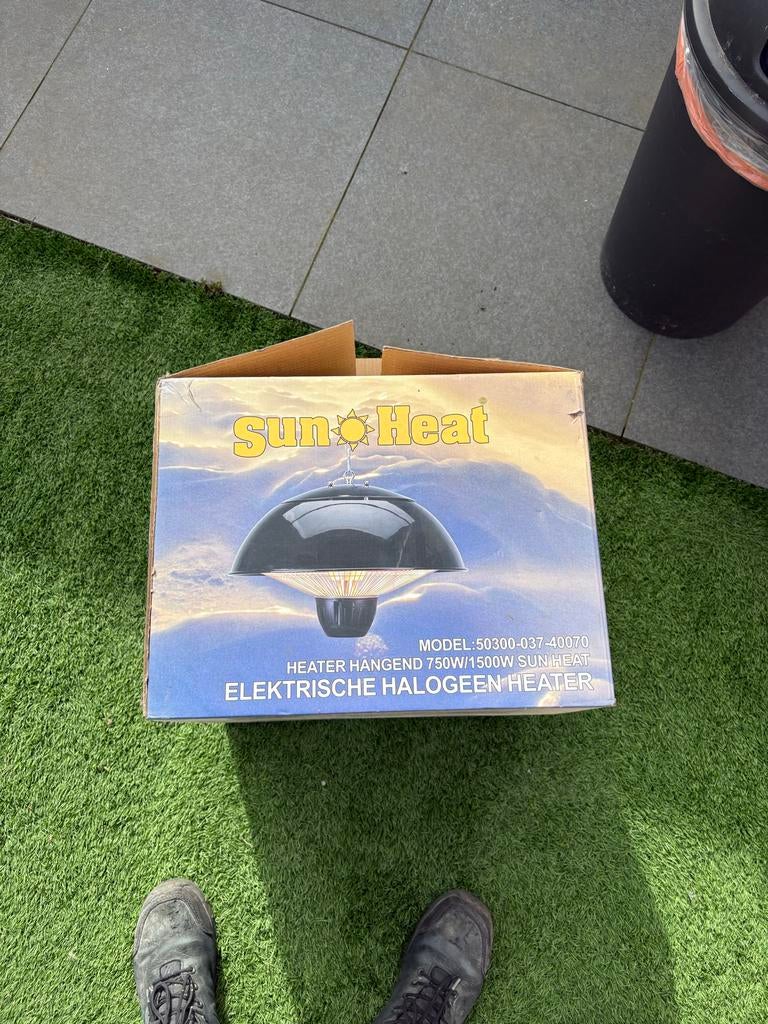 Sun Heat®
MODEL:50300-037-40070
HEATER HANGEND 750W/1500W SUN HEAT
ELEKTRISCHE HALOGEEN HEATER